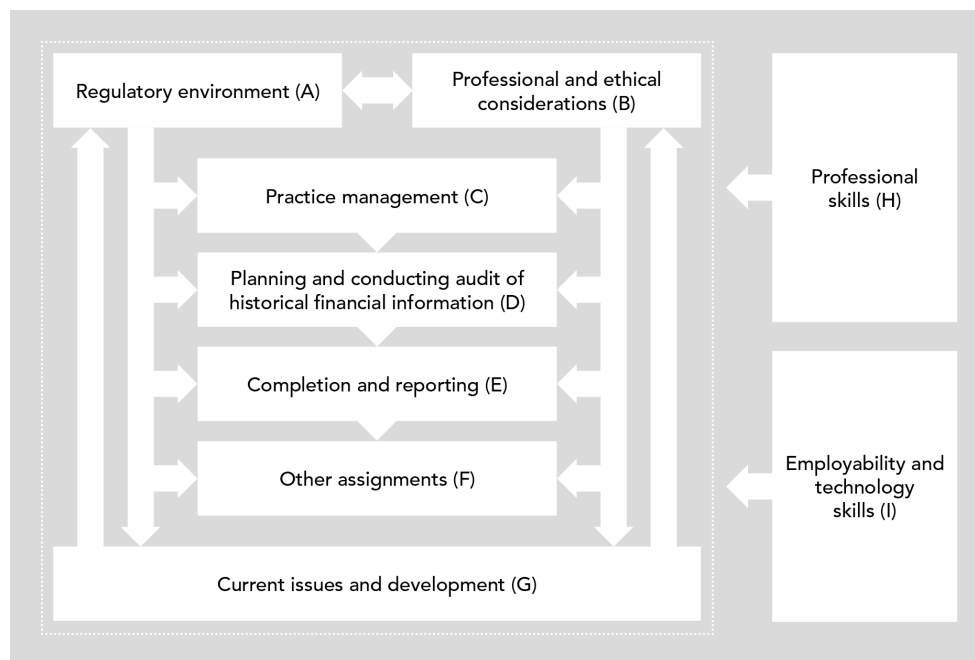 Regulatory environment (A)
Professional and ethical
considerations (B)
Practice management (C)
Planning and conducting audit of
historical financial information (D)
Completion and reporting (E)
Other assignments (F)
Current issues and development (G)
Professional
skills (H)
Employability and
technology
skills (I)